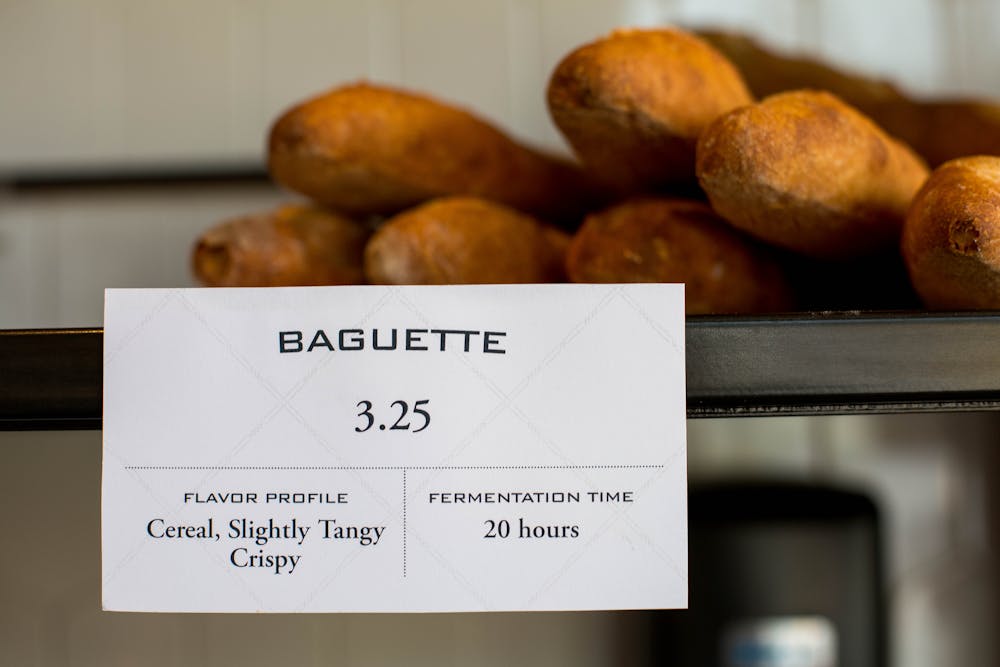 BAGUETTE
3.25
FLAVOR PROFILE
Cereal, Slightly Tangy
Crispy
FERMENTATION TIME
20 hours